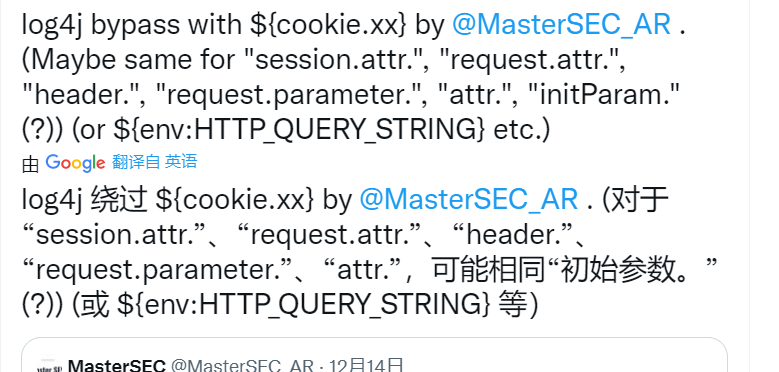 log4j bypass with ${cookie.xx} by @MasterSEC_AR .
(Maybe same for "session.attr.", "request.attr.",
"header.", "request.parameter.", "attr.", "initParam."
(?)) (or ${env:HTTP_QUERY_STRING} etc.)
由 Google 翻译自 英语
log4j 绕过 ${cookie.xx} by @MasterSEC_AR . (对于
“session.attr.”、“request.attr.”、“header.”、
“request.parameter.”、“attr.”，可能相同“初始参数。”
(?)) (或 ${env:HTTP_QUERY_STRING} 等）
MasterSEC @MasterSEC_AR · 12月14日